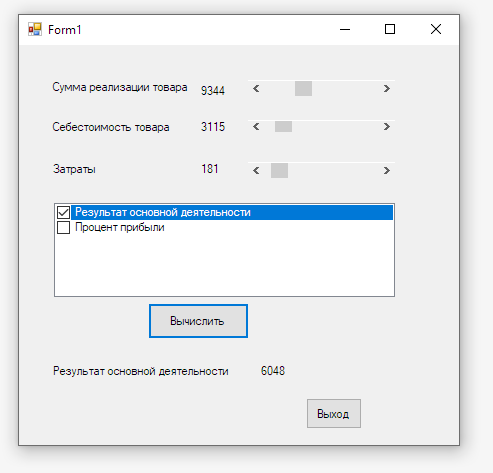 Form1
Сумма реализации товара 9344
Себестоимость товара 3115
Затраты 181
Результат основной деятельности
Процент прибыли
Вычислить
Результат основной деятельности 6048
Выход